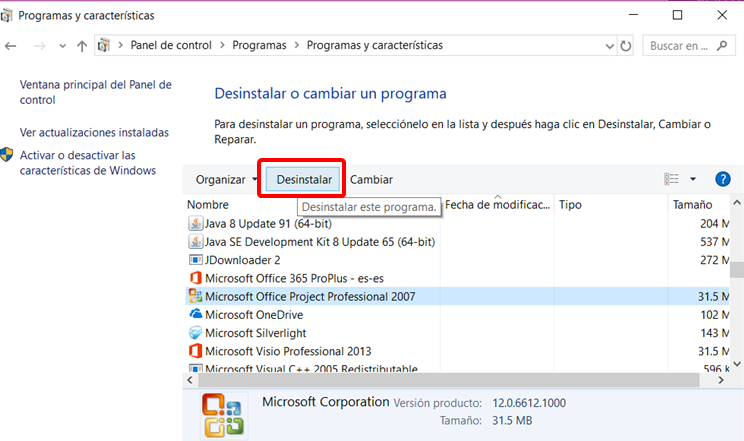 Programas y características
Panel de control Programas Programas y características
Buscar en ...
Ventana principal del Panel de
control
Ver actualizaciones instaladas
Activar o desactivar las
características de Windows
Desinstalar o cambiar un programa
Para desinstalar un programa, selecciónelo en la lista y después haga clic en Desinstalar, Cambiar o
Reparar.
Organizar Desinstalar Cambiar
Desinstalar este programa.
Nombre Fecha de modificac... Tipo Tamaño
Java 8 Update 91 (64-bit) 204 M
Java SE Development Kit 8 Update 65 (64-bit) 537 M
JDownloader 2 272 M
Microsoft Office 365 ProPlus - es-es
Microsoft Office Project Professional 2007 31.5 M
Microsoft OneDrive 102 M
Microsoft Silverlight 143 M
Microsoft Visio Professional 2013 31.5 M
Microsoft Visual C++ 2005 Redistributable 596 K
Microsoft Corporation Versión producto: 12.0.6612.1000
Tamaño: 31.5 MB